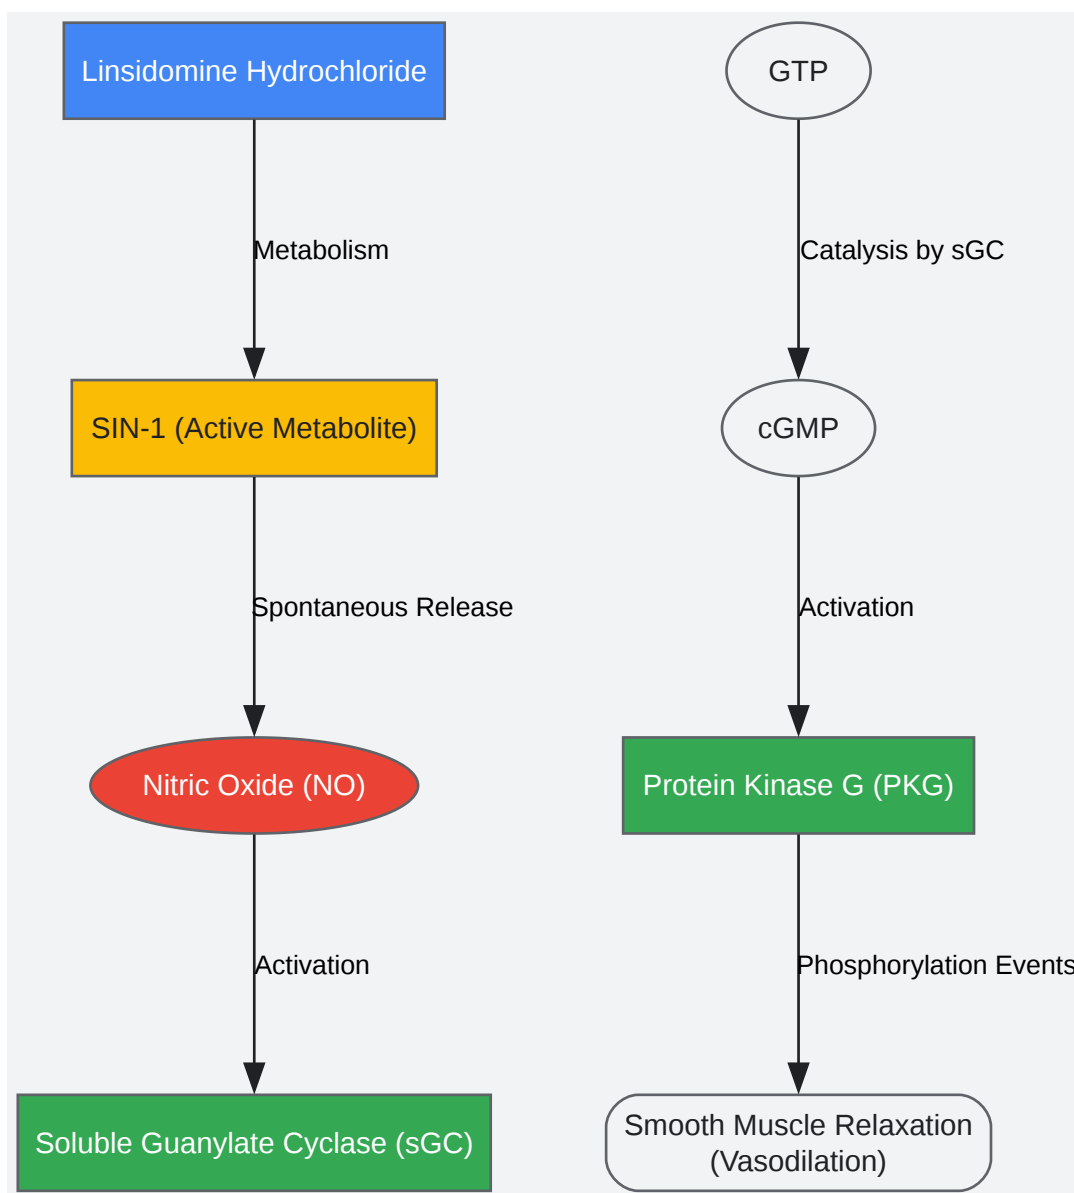 Linsidomine Hydrochloride
Metabolism
SIN-1 (Active Metabolite)
Spontaneous Release
Nitric Oxide (NO)
Activation
Soluble Guanylate Cyclase (sGC)
GTP
Catalysis by sGC
cGMP
Activation
Protein Kinase G (PKG)
Phosphorylation Events
Smooth Muscle Relaxation
(Vasodilation)